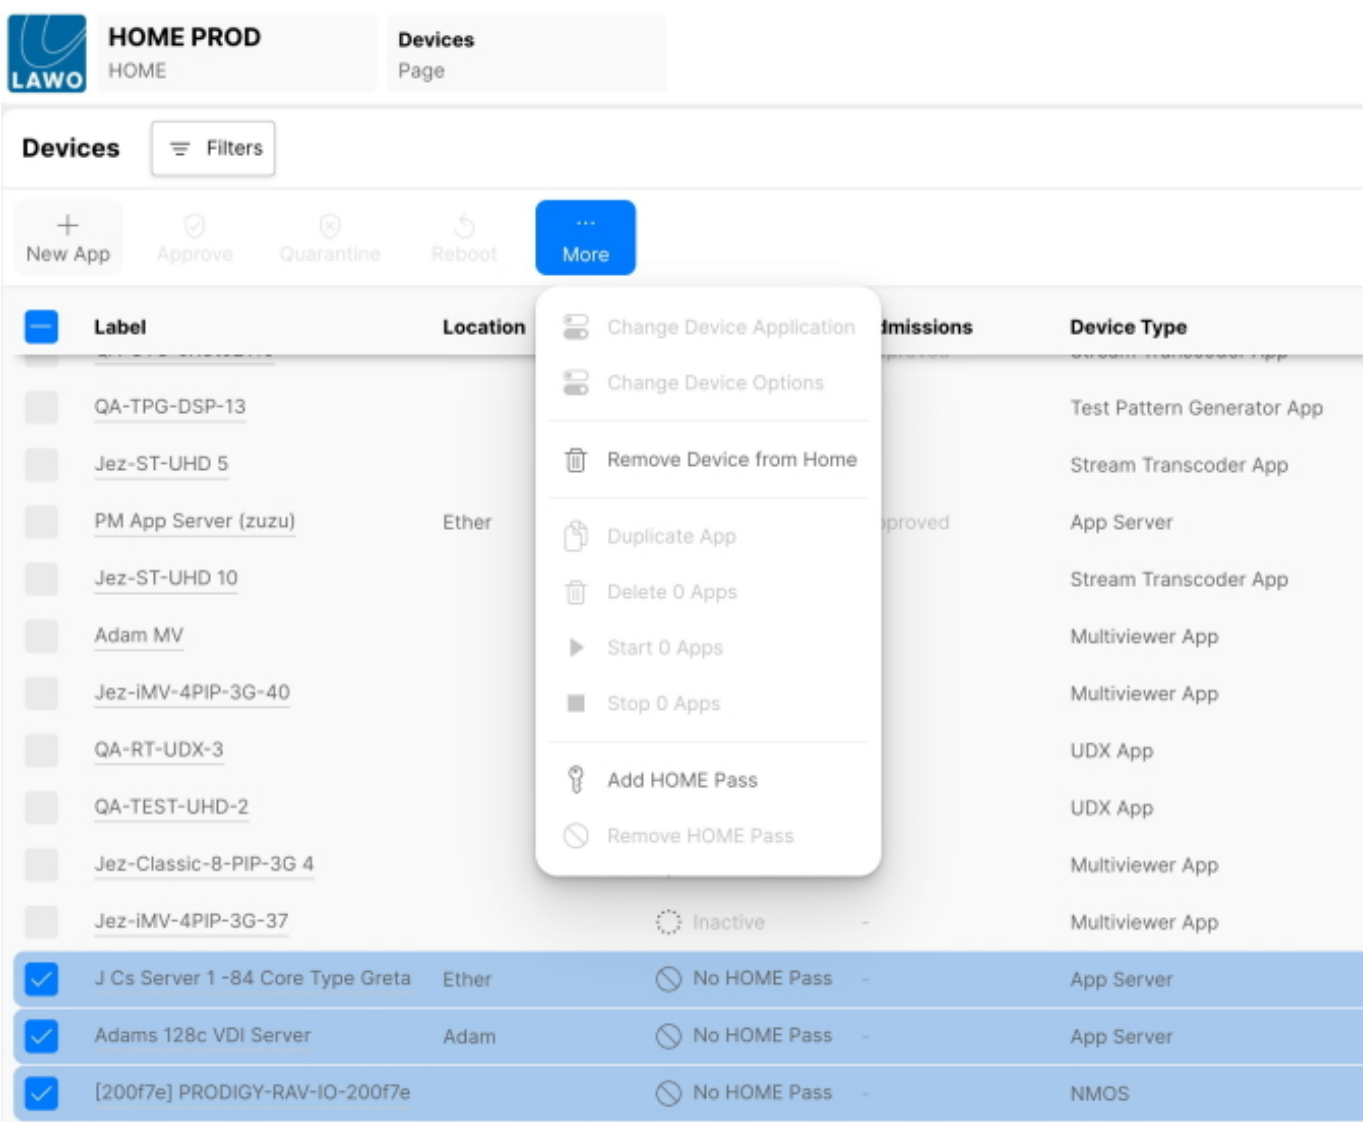 LAWO
HOME PROD
HOME
Devices
Page
Devices
Filters
New App
Approve
Quarantine
Reboot
More
Label
Location
dmissions
Device Type
Change Device Application
Change Device Options
Remove Device from Home
Duplicate App
Delete 0 Apps
Start 0 Apps
Stop 0 Apps
Add HOME Pass
Remove HOME Pass
Stream Transcoder App
QA-TPG-DSP-13
Test Pattern Generator App
Jez-ST-UHD 5
Stream Transcoder App
PM App Server (zuzu)
Ether
proved
App Server
Jez-ST-UHD 10
Stream Transcoder App
Adam MV
Multiviewer App
Jez-iMV-4PIP-3G-40
Multiviewer App
QA-RT-UDX-3
UDX App
QA-TEST-UHD-2
UDX App
Jez-Classic-8-PIP-3G 4
Multiviewer App
Jez-iMV-4PIP-3G-37
Inactive
-
Multiviewer App
J Cs Server 1 -84 Core Type Greta
Ether
No HOME Pass
-
App Server
Adams 128c VDI Server
Adam
No HOME Pass
-
App Server
[200f7e] PRODIGY-RAV-IO-200f7e
No HOME Pass
-
NMOS